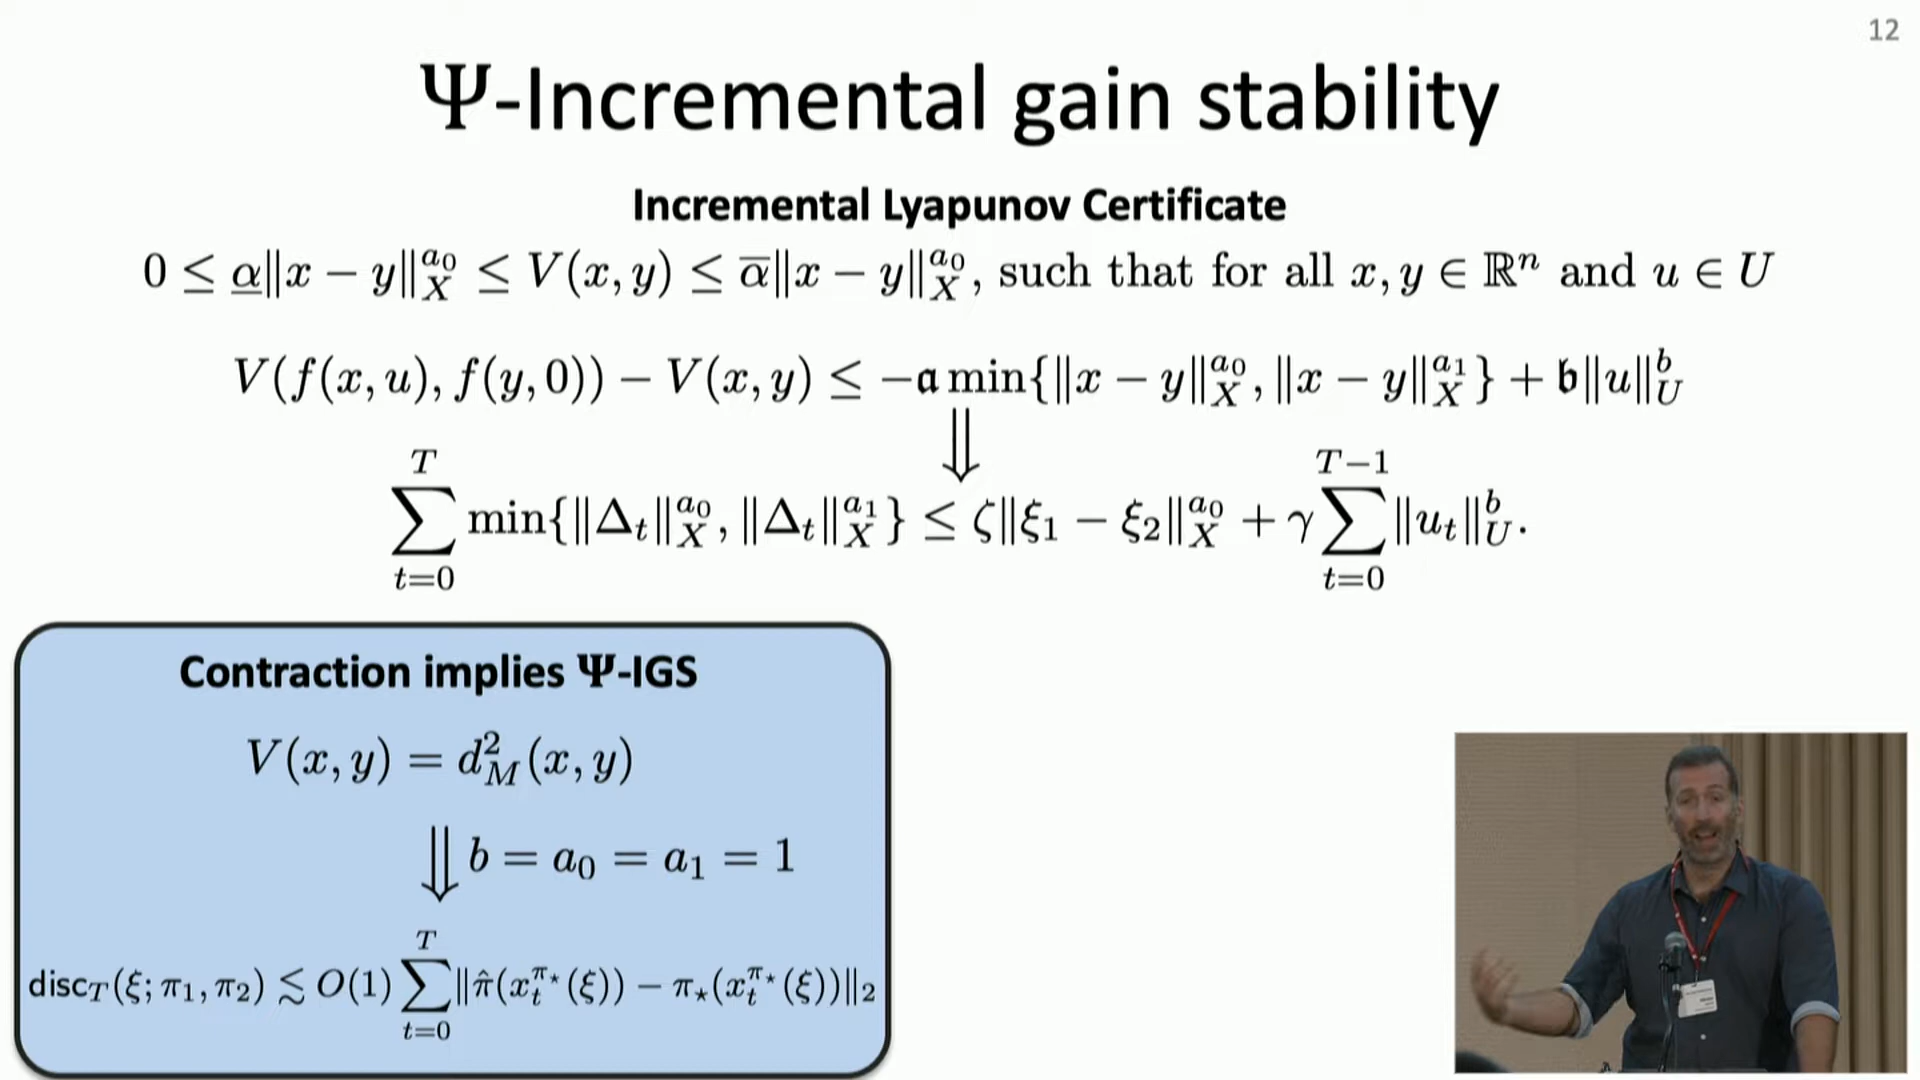 12
Ψ-Incremental gain stability
Incremental Lyapunov Certificate
0 ≤ α̲‖x − y‖_X^{a_0} ≤ V(x, y) ≤ α̅‖x − y‖_X^{a_0}, such that for all x, y ∈ ℝⁿ and u ∈ U
V(f(x, u), f(y, 0)) − V(x, y) ≤ −𝔞 min{‖x − y‖_X^{a_0}, ‖x − y‖_X^{a_1}} + 𝔟‖u‖_U^b
⇓
∑_{t=0}^{T} min{‖Δ_t‖_X^{a_0}, ‖Δ_t‖_X^{a_1}} ≤ ζ‖ξ_1 − ξ_2‖_X^{a_0} + γ ∑_{t=0}^{T−1} ‖u_t‖_U^b.
Contraction implies Ψ-IGS
V(x, y) = d_M^2(x, y)
⇓ b = a_0 = a_1 = 1
disc_T(ξ; π_1, π_2) ≲ O(1) ∑_{t=0}^{T} ‖π̂(x_t^{π_⋆}(ξ)) − π_⋆(x_t^{π_⋆}(ξ))‖_2